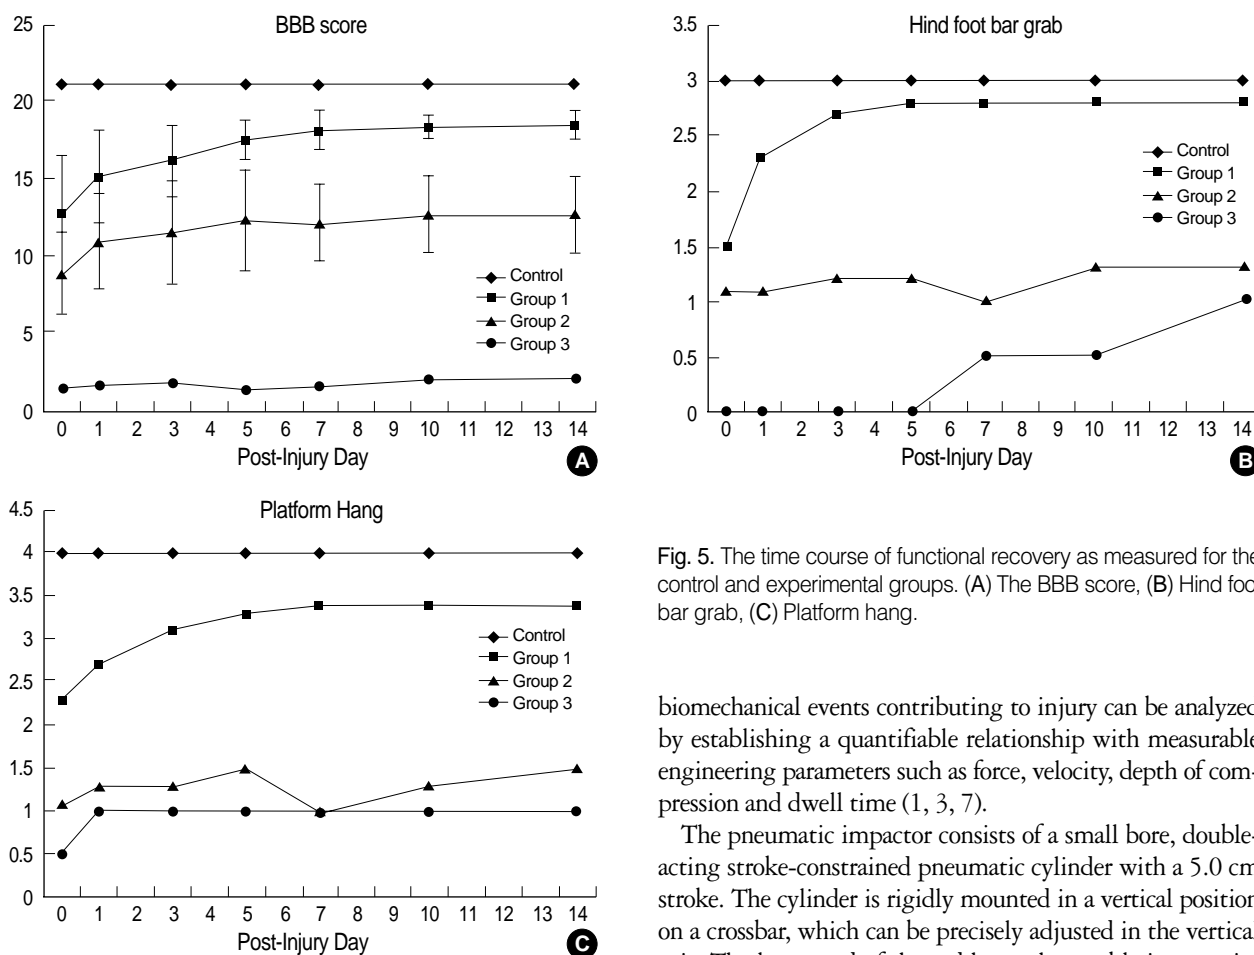 BBB score
25
20
15
10
5
0
Control
Group 1
Group 2
Group 3
0 1 2 3 4 5 6 7 8 9 10 11 12 13 14
Post-Injury Day
A
Hind foot bar grab
3.5
3
2.5
2
1.5
1
0.5
0
Control
Group 1
Group 2
Group 3
0 1 2 3 4 5 6 7 8 9 10 11 12 13 14
Post-Injury Day
B
Platform Hang
4.5
4
3.5
3
2.5
2
1.5
1
0.5
0
Control
Group 1
Group 2
Group 3
0 1 2 3 4 5 6 7 8 9 10 11 12 13 14
Post-Injury Day
C
Fig. 5. The time course of functional recovery as measured for the
control and experimental groups. (A) The BBB score, (B) Hind foo
bar grab, (C) Platform hang.
biomechanical events contributing to injury can be analyzed
by establishing a quantifiable relationship with measurable
engineering parameters such as force, velocity, depth of com-
pression and dwell time (1, 3, 7).
The pneumatic impactor consists of a small bore, double-
acting stroke-constrained pneumatic cylinder with a 5.0 cm
stroke. The cylinder is rigidly mounted in a vertical position
on a crossbar, which can be precisely adjusted in the vertical